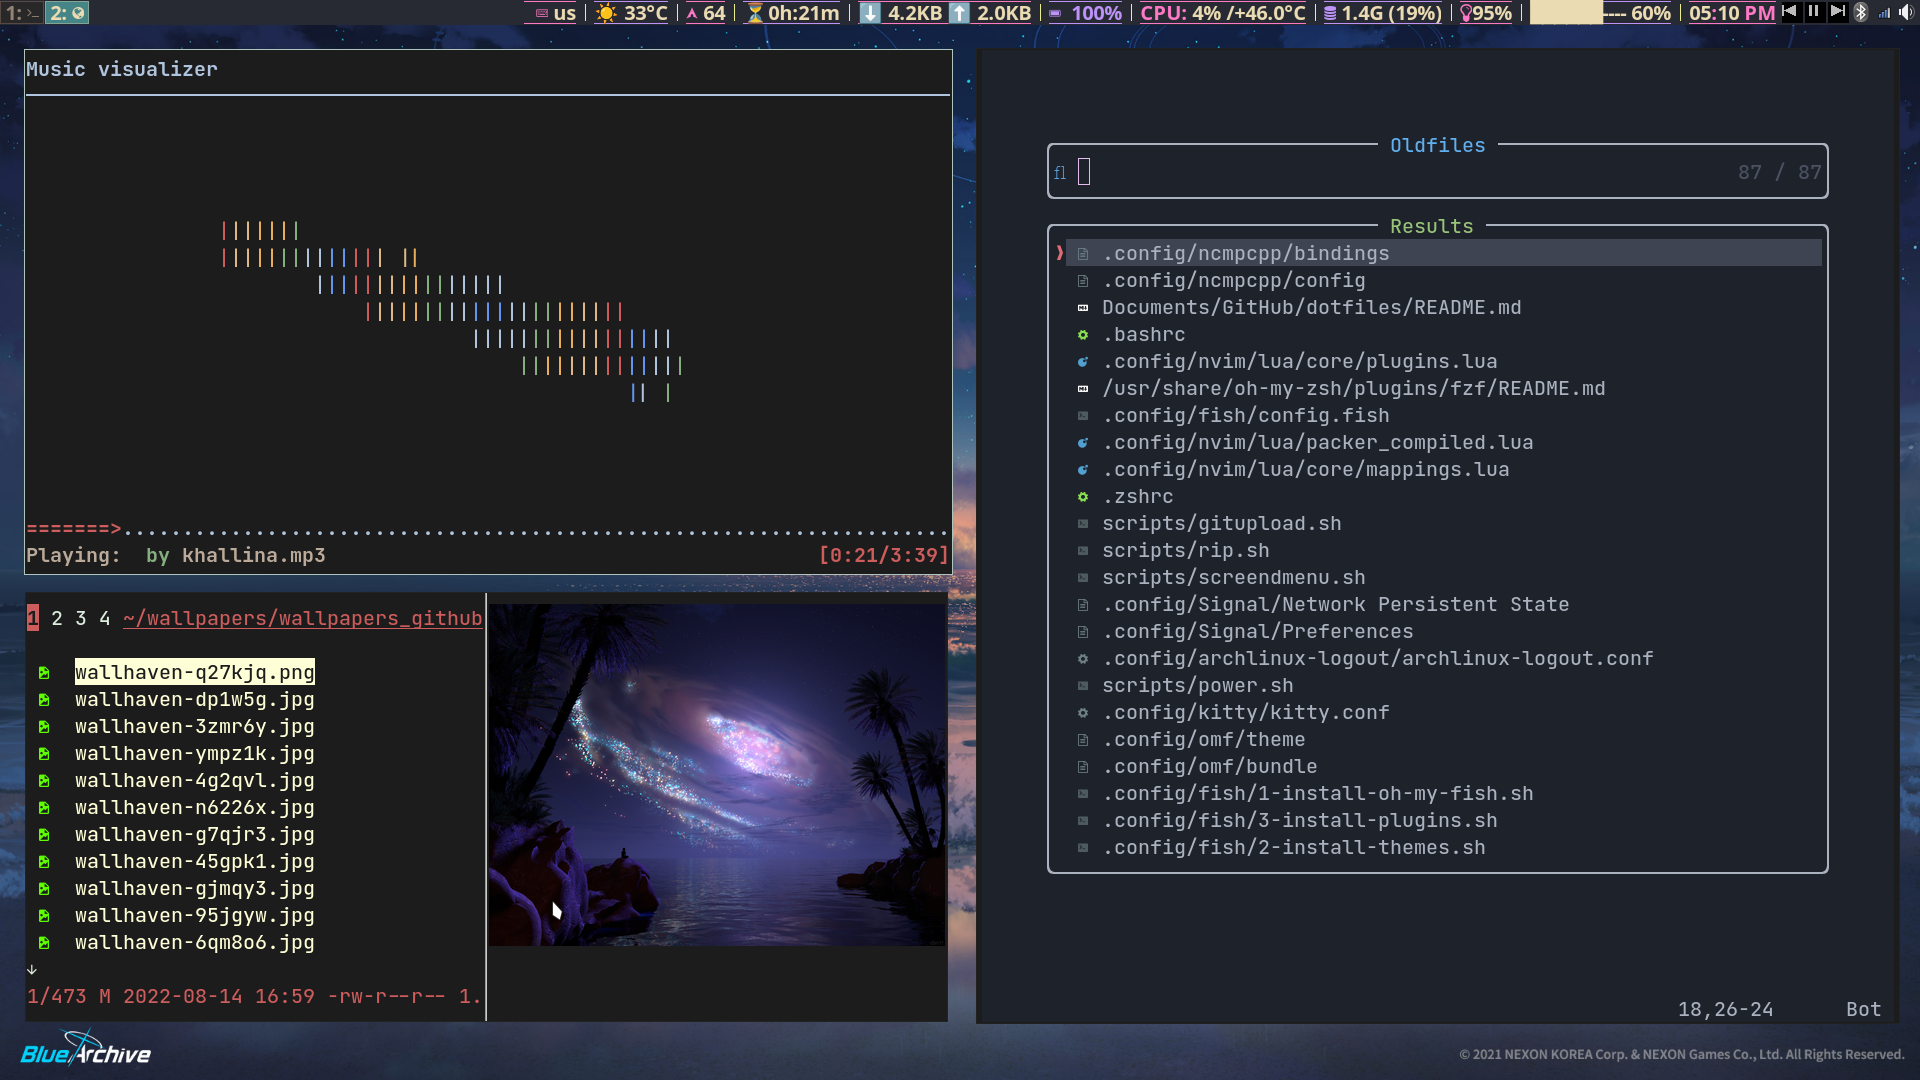 1: 2: us 33°C 64 0h:21m 4.2KB 2.0KB 100% CPU: 4% /+46.0°C 1.4G (19%) 95% ---- 60% 05:10 PM
Music visualizer
=======>
Playing: by khallina.mp3 [0:21/3:39]
1 2 3 4 ~/wallpapers/wallpapers_github
wallhaven-q27kjq.png
wallhaven-dp1w5g.jpg
wallhaven-3zmr6y.jpg
wallhaven-ympz1k.jpg
wallhaven-4g2qvl.jpg
wallhaven-n6226x.jpg
wallhaven-g7qjr3.jpg
wallhaven-45gpk1.jpg
wallhaven-gjmqy3.jpg
wallhaven-95jgyw.jpg
wallhaven-6qm8o6.jpg
↓
1/473 M 2022-08-14 16:59 -rw-r--r-- 1.
Oldfiles
87 / 87
Results
.config/ncmpcpp/bindings
.config/ncmpcpp/config
Documents/GitHub/dotfiles/README.md
.bashrc
.config/nvim/lua/core/plugins.lua
/usr/share/oh-my-zsh/plugins/fzf/README.md
.config/fish/config.fish
.config/nvim/lua/packer_compiled.lua
.config/nvim/lua/core/mappings.lua
.zshrc
scripts/gitupload.sh
scripts/rip.sh
scripts/screendmenu.sh
.config/Signal/Network Persistent State
.config/Signal/Preferences
.config/archlinux-logout/archlinux-logout.conf
scripts/power.sh
.config/kitty/kitty.conf
.config/omf/theme
.config/omf/bundle
.config/fish/1-install-oh-my-fish.sh
.config/fish/3-install-plugins.sh
.config/fish/2-install-themes.sh
18,26-24 Bot
Blue Archive
© 2021 NEXON KOREA Corp. & NEXON Games Co., Ltd. All Rights Reserved.